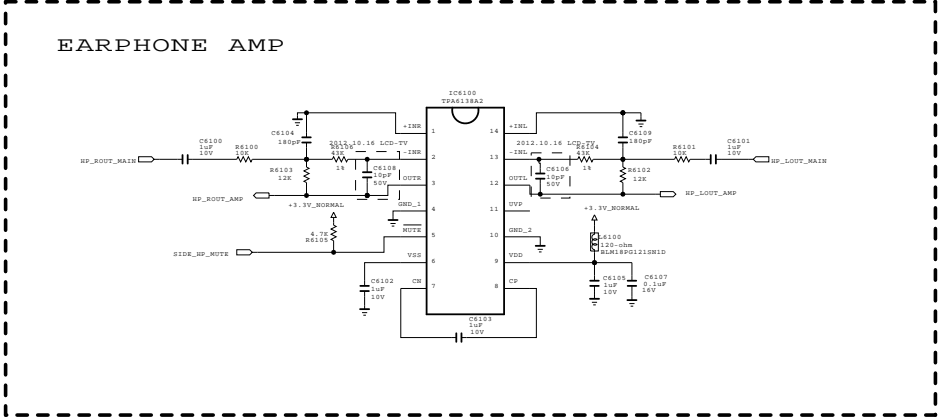 EARPHONE AMP
IC6100
TPA6138A2
+INR
1
14
+INL
C6104
180pF
C6109
180pF
C6100
1uF
10V
R6100
10K
2012.10.16 LCD-TV
R6106
43K
1%
-INR
2
13
-INL
2012.10.16 LCD-TV
R6104
43K
1%
R6101
10K
C6101
1uF
10V
HP_ROUT_MAIN
HP_LOUT_MAIN
R6103
12K
C6108
10pF
50V
OUTR
3
12
OUTL
C6106
10pF
50V
R6102
12K
HP_ROUT_AMP
HP_LOUT_AMP
+3.3V_NORMAL
GND_1
4
11
UVP
+3.3V_NORMAL
4.7K
R6105
MUTE
5
10
GND_2
L6100
120-ohm
BLM18PG121SN1D
SIDE_HP_MUTE
VSS
6
9
VDD
C6102
1uF
10V
CN
7
8
CP
C6105
1uF
10V
C6107
0.1uF
16V
C6103
1uF
10V